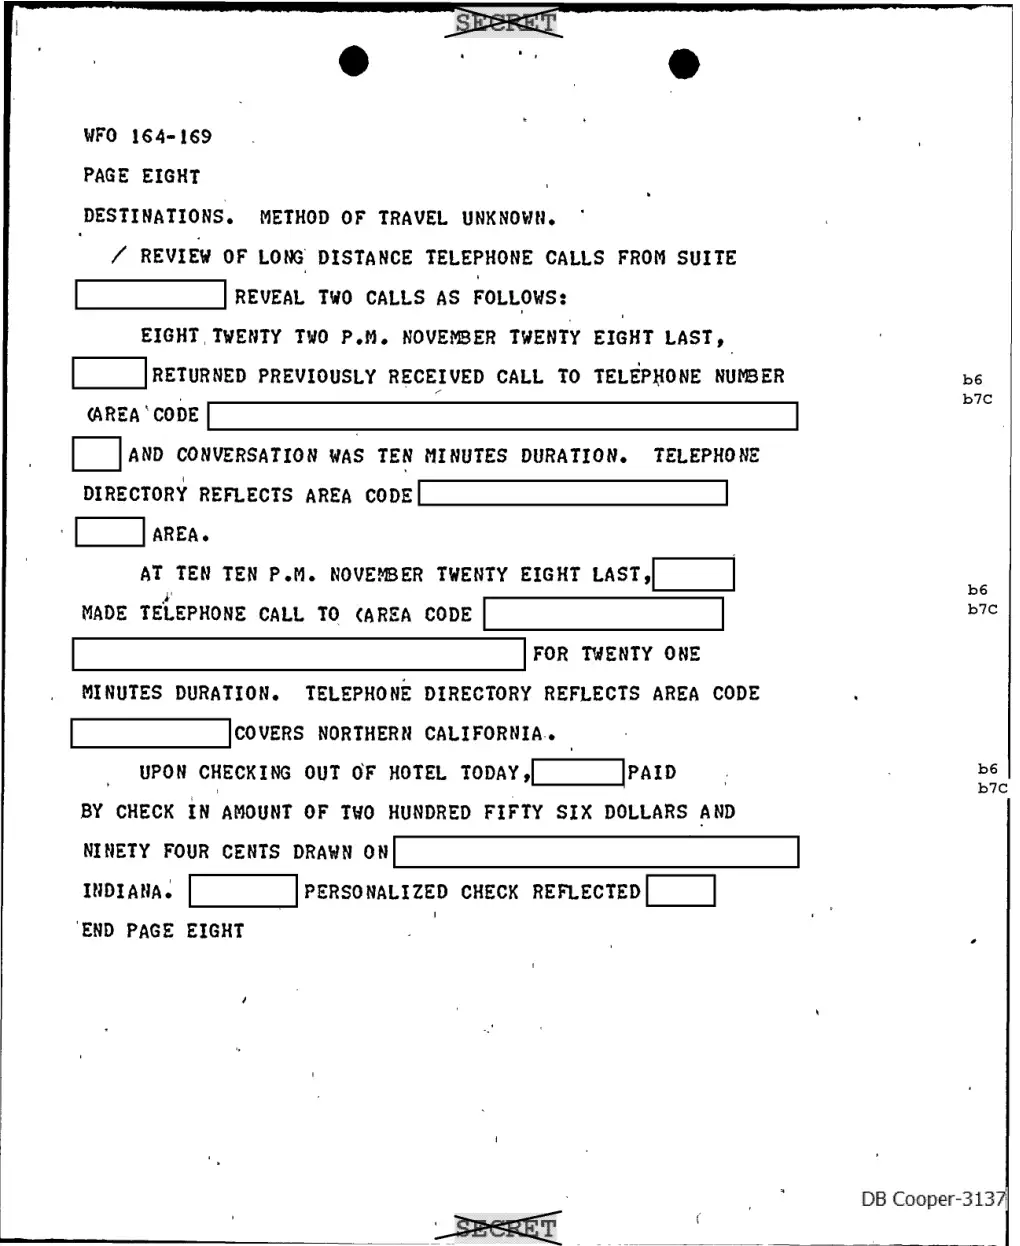 SECRET
WFO 164-169
PAGE EIGHT
DESTINATIONS. METHOD OF TRAVEL UNKNOWN.
/ REVIEW OF LONG DISTANCE TELEPHONE CALLS FROM SUITE
REVEAL TWO CALLS AS FOLLOWS:
EIGHT TWENTY TWO P.M. NOVEMBER TWENTY EIGHT LAST,
RETURNED PREVIOUSLY RECEIVED CALL TO TELEPHONE NUMBER
b6
b7C
(AREA CODE
AND CONVERSATION WAS TEN MINUTES DURATION. TELEPHONE
DIRECTORY REFLECTS AREA CODE
AREA.
AT TEN TEN P.M. NOVEMBER TWENTY EIGHT LAST,
b6
b7C
MADE TELEPHONE CALL TO (AREA CODE
FOR TWENTY ONE
MINUTES DURATION. TELEPHONE DIRECTORY REFLECTS AREA CODE
COVERS NORTHERN CALIFORNIA.
UPON CHECKING OUT OF HOTEL TODAY, PAID
b6
b7C
BY CHECK IN AMOUNT OF TWO HUNDRED FIFTY SIX DOLLARS AND
NINETY FOUR CENTS DRAWN ON
INDIANA. PERSONALIZED CHECK REFLECTED
END PAGE EIGHT
DB Cooper-3137
SECRET